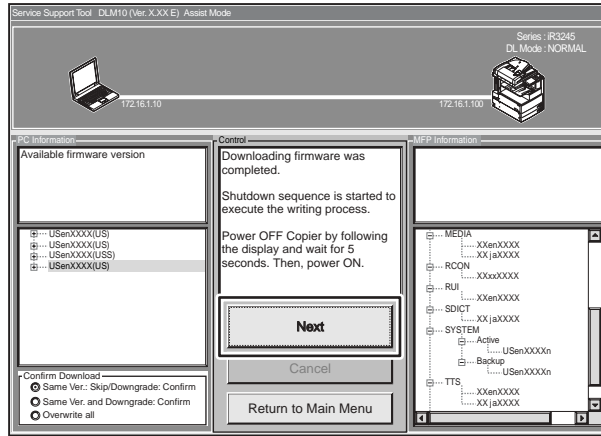 Service Support Tool DLM10 (Ver. X.XX E) Assist Mode
Series : iR3245
DL Mode : NORMAL
172.16.1.10
172.16.1.100
PC Information
Available firmware version
USenXXXX(US)
USenXXXX(US)
USenXXXX(USS)
USenXXXX(US)
Confirm Download
Same Ver.: Skip/Downgrade: Confirm
Same Ver. and Downgrade: Confirm
Overwrite all
Control
Downloading firmware was
completed.
Shutdown sequence is started to
execute the writing process.
Power OFF Copier by following
the display and wait for 5
seconds. Then, power ON.
Next
Cancel
Return to Main Menu
MFP Information
MEDIA
XXenXXXX
XX jaXXXX
RCON
XXxxXXXX
RUI
XXenXXXX
SDICT
XX jaXXXX
SYSTEM
Active
USenXXXXn
Backup
USenXXXXn
TTS
XXenXXXX
XX jaXXXX